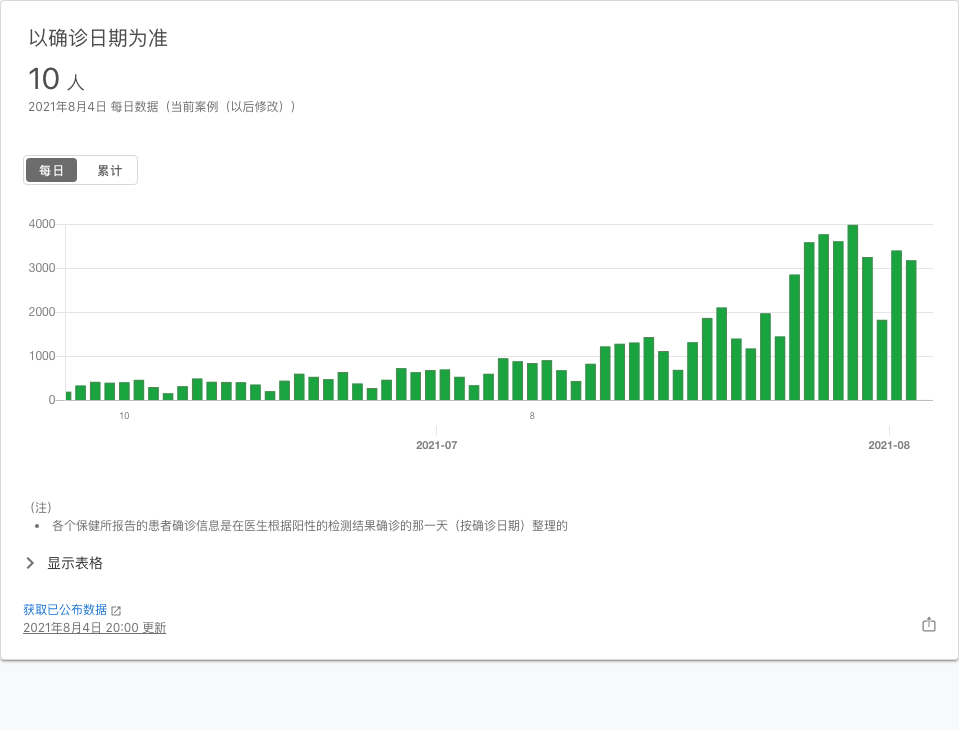 以确诊日期为准
10 人
2021年8月4日 每日数据（当前案例（以后修改））
每日 累计
4000
3000
2000
1000
0
10 8
2021-07 2021-08
（注）
• 各个保健所报告的患者确诊信息是在医生根据阳性的检测结果确诊的那一天（按确诊日期）整理的
显示表格
获取已公布数据
2021年8月4日 20:00 更新